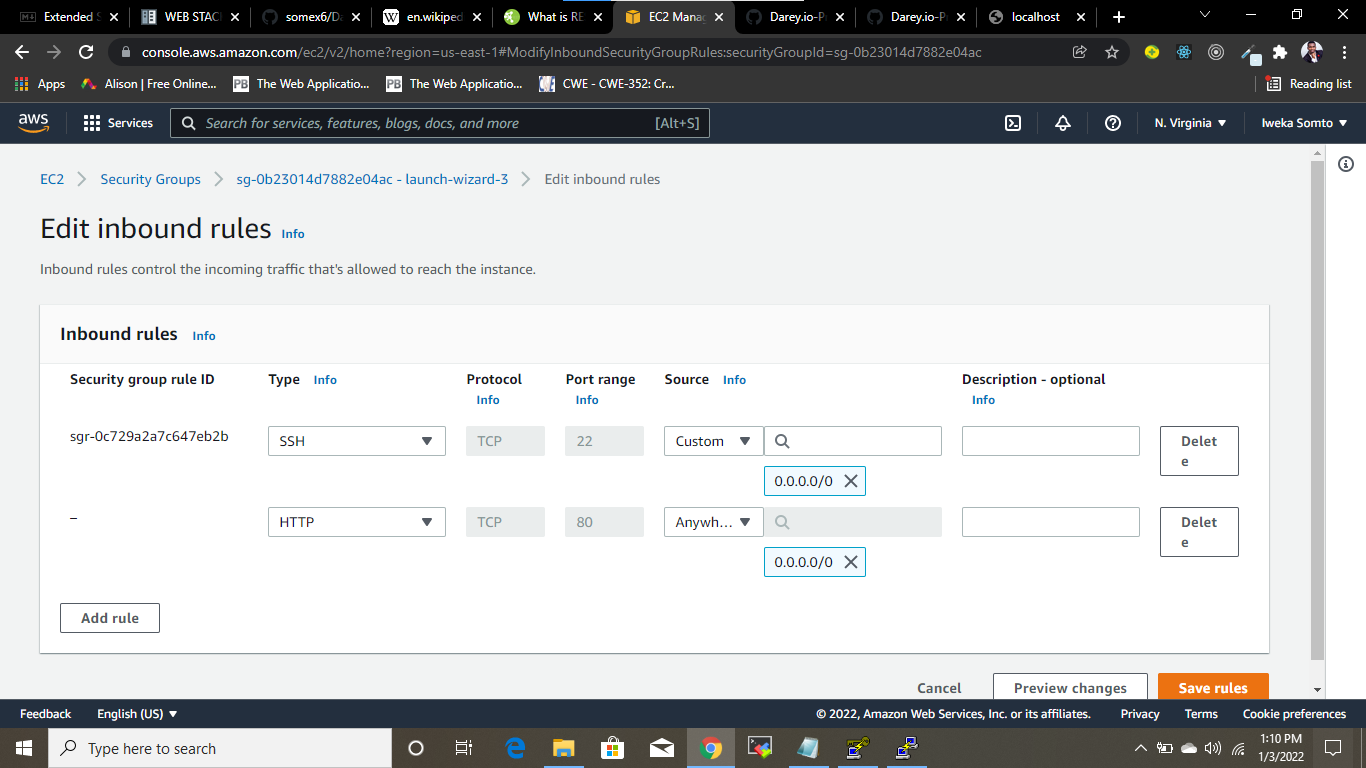 Extended S
WEB STAC
somex6/Da
en.wikiped
What is RE
EC2 Manag
Darey.io-P
Darey.io-P
localhost
console.aws.amazon.com/ec2/v2/home?region=us-east-1#ModifyInboundSecurityGroupRules:securityGroupId=sg-0b23014d7882e04ac
Apps
Alison | Free Online...
PB The Web Applicatio...
PB The Web Applicatio...
CWE - CWE-352: Cr...
Reading list
aws
Services
Search for services, features, blogs, docs, and more
[Alt+S]
N. Virginia
Iweka Somto
EC2
Security Groups
sg-0b23014d7882e04ac - launch-wizard-3
Edit inbound rules
Edit inbound rules Info
Inbound rules control the incoming traffic that's allowed to reach the instance.
Inbound rules Info
Security group rule ID
Type Info
Protocol
Info
Port range
Info
Source Info
Description - optional
Info
sgr-0c729a2a7c647eb2b
SSH
TCP
22
Custom
0.0.0.0/0
Delet
e
–
HTTP
TCP
80
Anywh...
0.0.0.0/0
Delet
e
Add rule
Cancel
Preview changes
Save rules
Feedback
English (US)
© 2022, Amazon Web Services, Inc. or its affiliates.
Privacy
Terms
Cookie preferences
Type here to search
1:10 PM
1/3/2022